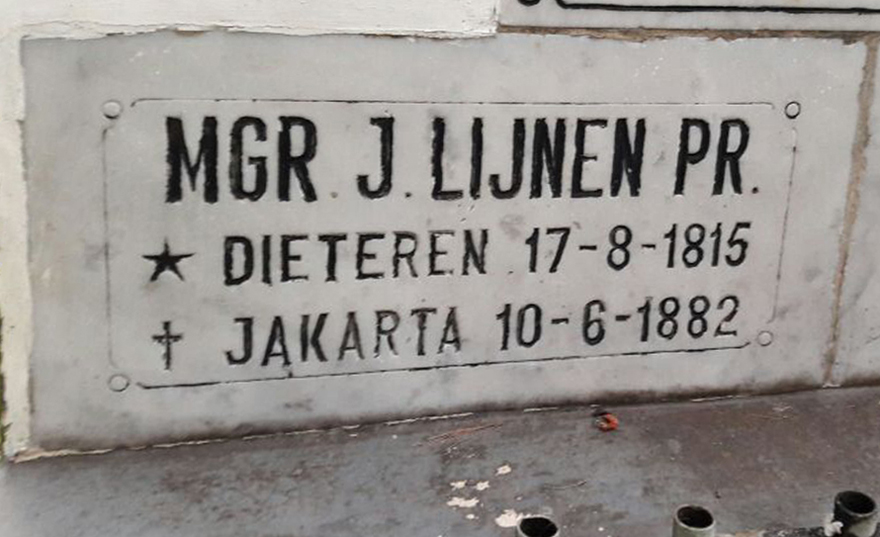 MGR. J. LIJNEN PR.
★ DIETEREN 17-8-1815
† JAKARTA 10-6-1882